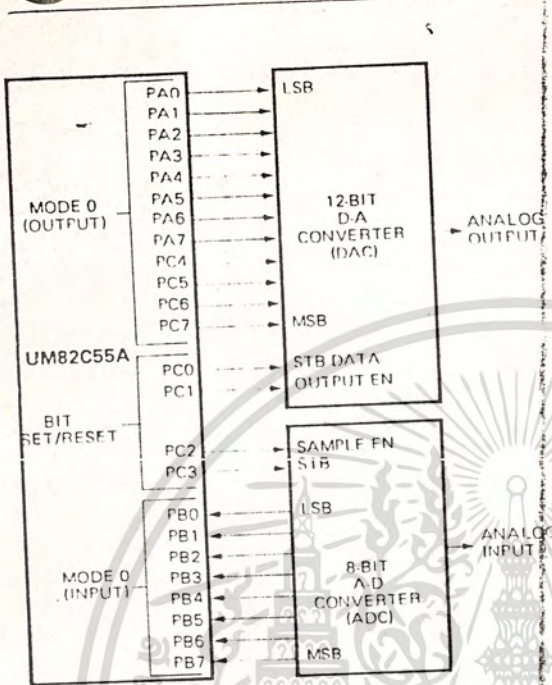 PA0
PA1
PA2
PA3
PA4
PA5
PA6
PA7
PC4
PC5
PC6
PC7
MODE 0
(OUTPUT)
LSB
12-BIT
D-A
CONVERTER
(DAC)
MSB
ANALOG
OUTPUT
UM82C55A
PC0
PC1
STB DATA
OUTPUT EN
BIT
SET/RESET
PC2
PC3
SAMPLE EN
STB
PB0
PB1
PB2
PB3
PB4
PB5
PB6
PB7
MODE 0
(INPUT)
LSB
8-BIT
A-D
CONVERTER
(ADC)
MSB
ANALOG
INPUT